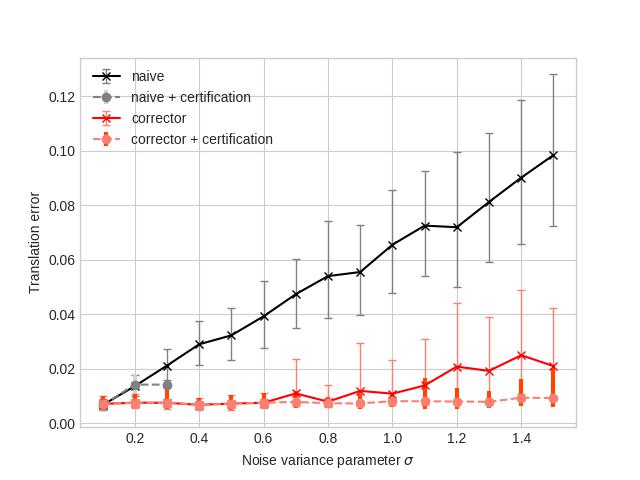 naive
naive + certification
corrector
corrector + certification
Translation error
0.12
0.10
0.08
0.06
0.04
0.02
0.00
0.2 0.4 0.6 0.8 1.0 1.2 1.4
Noise variance parameter σ